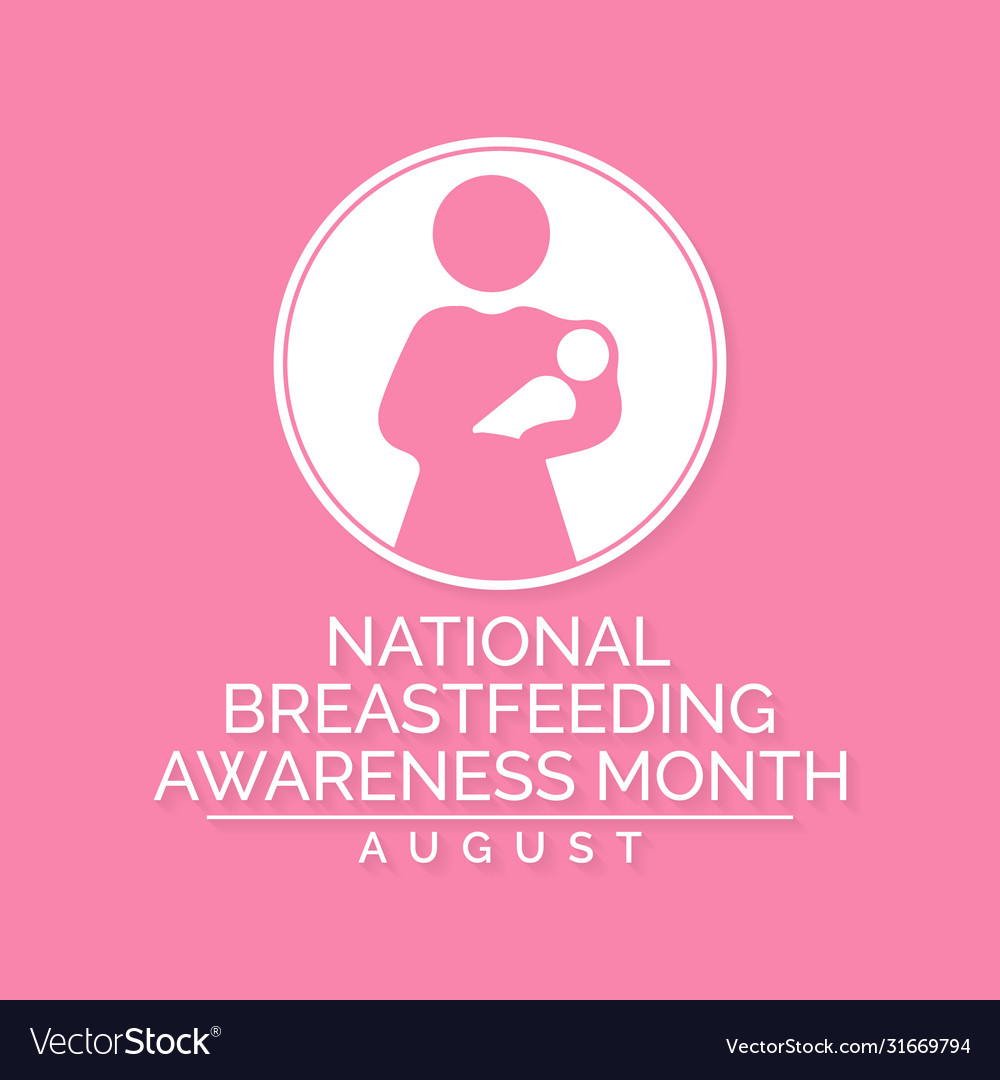 NATIONAL
BREASTFEEDING
AWARENESS MONTH
AUGUST
VectorStock®
VectorStock.com/31669794